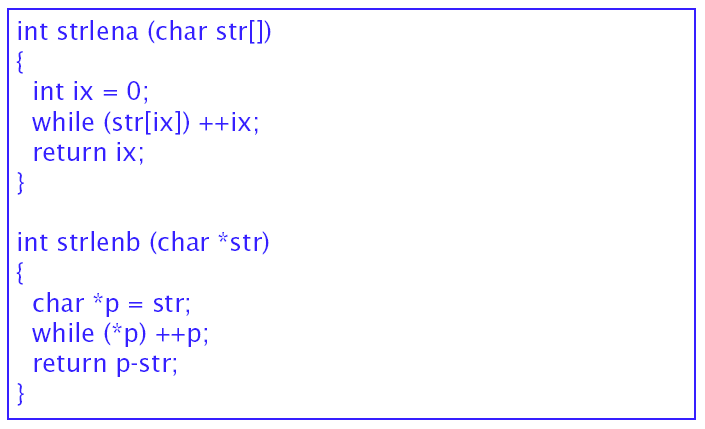 int strlena (char str[])
{
int ix = 0;
while (str[ix]) ++ix;
return ix;
}
int strlenb (char *str)
{
char *p = str;
while (*p) ++p;
return p-str;
}